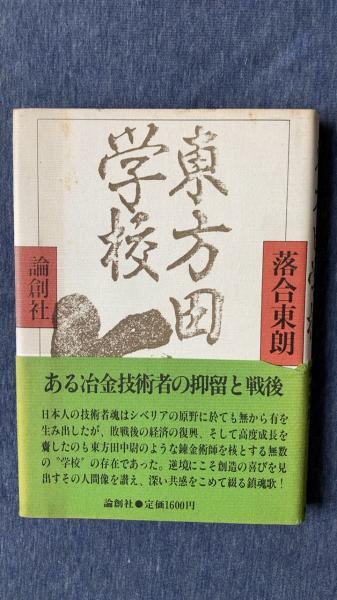 東方田
学校
落合東朗
論創社
ある冶金技術者の抑留と戦後
日本人の技術者魂はシベリアの原野に於ても無から有を
生み出したが、敗戦後の経済の復興、そして高度成長を
齎したのも東方田中尉のような錬金術師を核とする無数
の〝学校〟の存在であった。逆境にこそ創造の喜びを見
出すその人間像を讃え、深い共感をこめて綴る鎮魂歌！
論創社●定価1600円